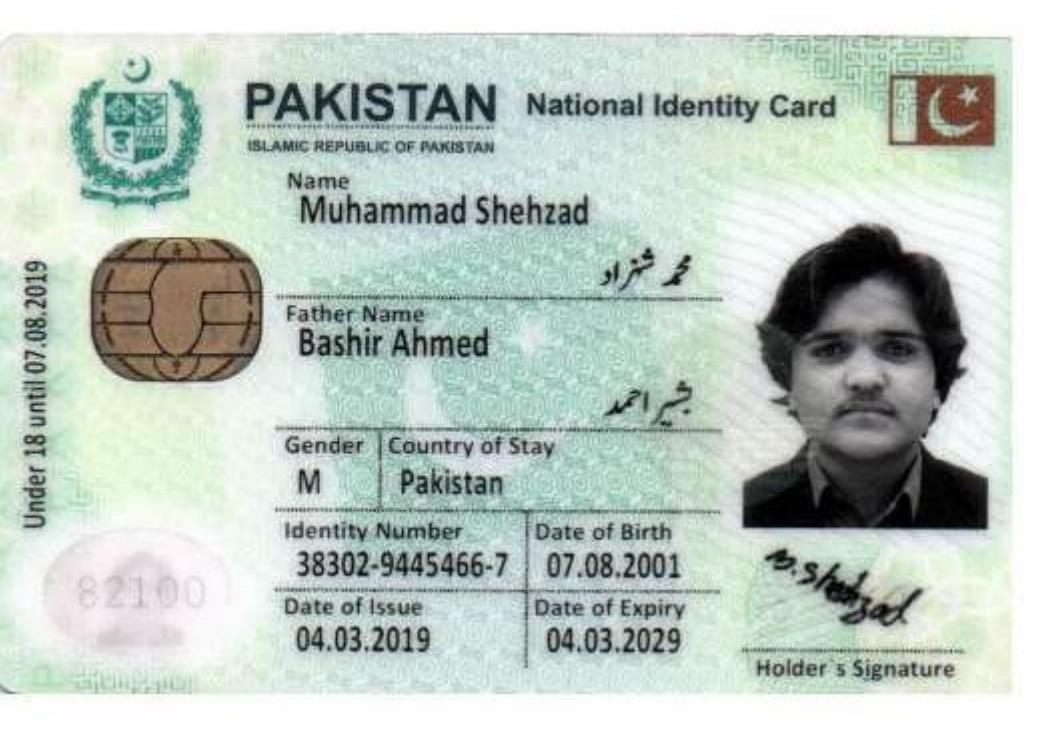 PAKISTAN National Identity Card
ISLAMIC REPUBLIC OF PAKISTAN
Name
Muhammad Shehzad
محمد شہزاد
Father Name
Bashir Ahmed
بشیر احمد
Gender Country of Stay
M Pakistan
Identity Number Date of Birth
38302-9445466-7 07.08.2001
Date of Issue Date of Expiry
04.03.2019 04.03.2029
Under 18 until 07.08.2019
82100
M.Shehzad
Holder`s Signature